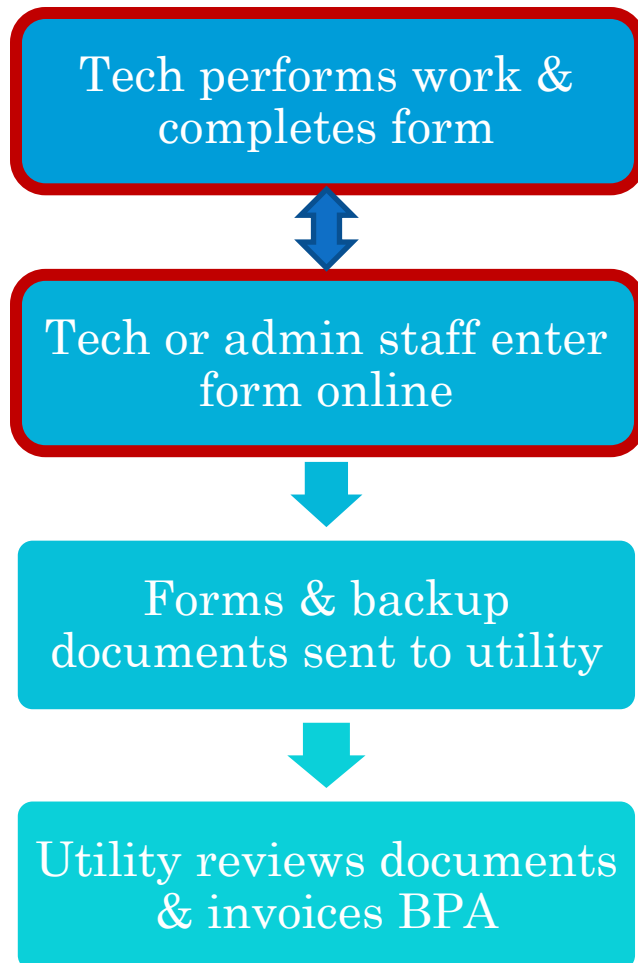 Tech performs work &
completes form
Tech or admin staff enter
form online
Forms & backup
documents sent to utility
Utility reviews documents
& invoices BPA